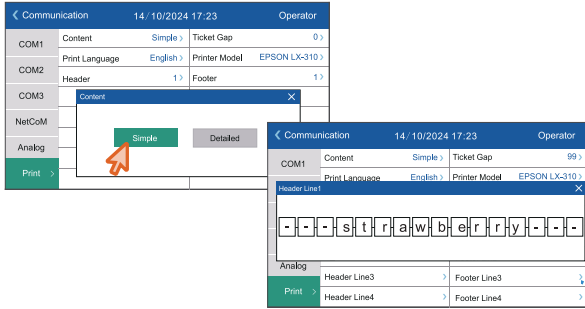 Communication 14/10/2024 17:23 Operator
COM1 Content Simple Ticket Gap 0
COM2 Print Language English Printer Model EPSON LX-310
Header 1 Footer 1
COM3
NetCoM
Analog
Print
Content X
Simple Detailed
Communication 14/10/2024 17:23 Operator
COM1 Content Simple Ticket Gap 99
Print Language English Printer Model EPSON LX-310
Header Line1 X
- - - s t r a w b e r r y - - -
Analog
Header Line3 Footer Line3
Print Header Line4 Footer Line4